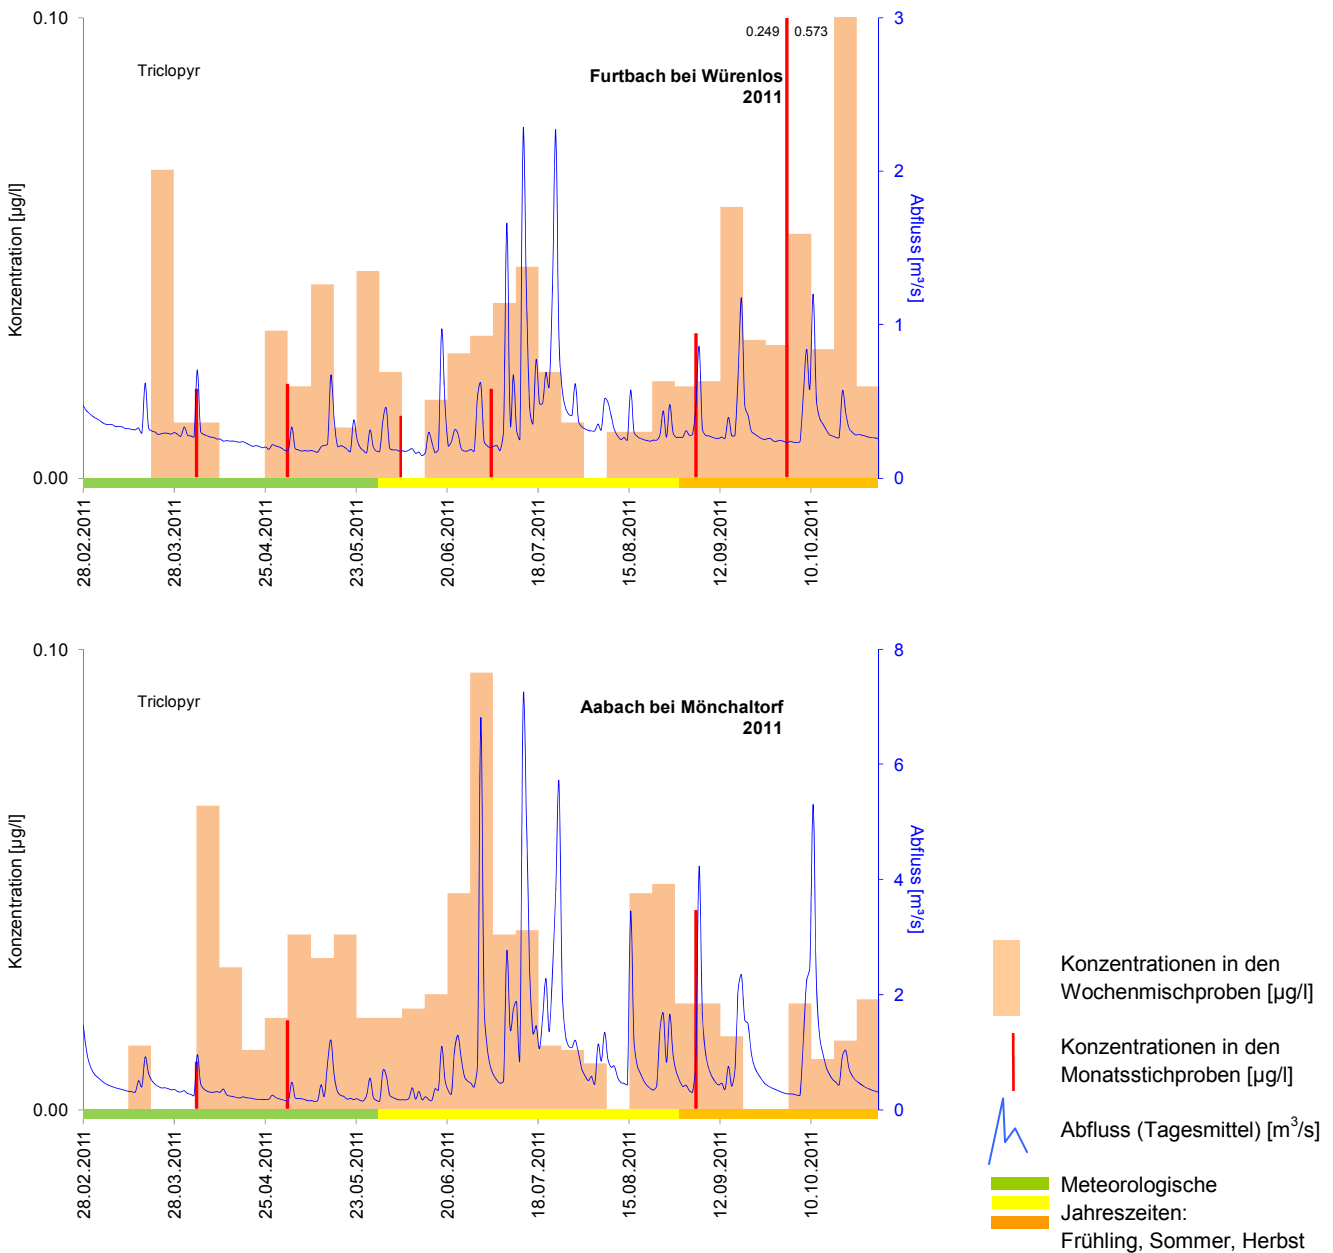 0.10
0.249
0.573
3
Triclopyr
Furtbach bei Würenlos
2011
2
1
0.00
0
Konzentration [µg/l]
Abfluss [m³/s]
28.02.2011
28.03.2011
25.04.2011
23.05.2011
20.06.2011
18.07.2011
15.08.2011
12.09.2011
10.10.2011
0.10
8
Triclopyr
Aabach bei Mönchaltorf
2011
6
4
2
0.00
0
Konzentration [µg/l]
Abfluss [m³/s]
28.02.2011
28.03.2011
25.04.2011
23.05.2011
20.06.2011
18.07.2011
15.08.2011
12.09.2011
10.10.2011
Konzentrationen in den
Wochenmischproben [µg/l]
Konzentrationen in den
Monatsstichproben [µg/l]
Abfluss (Tagesmittel) [m³/s]
Meteorologische
Jahreszeiten:
Frühling, Sommer, Herbst